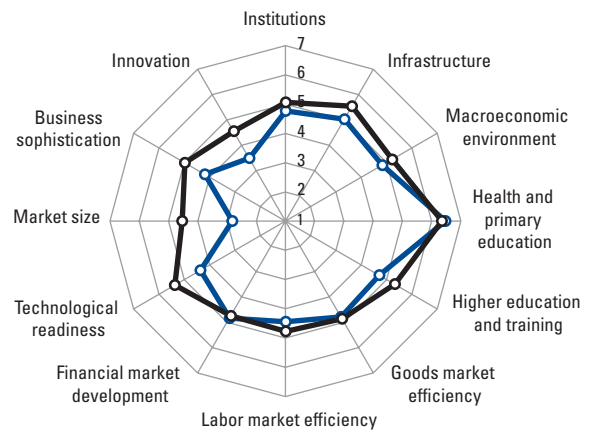 Institutions
7
6
5
4
3
2
1
Infrastructure
Macroeconomic
environment
Health and
primary
education
Higher education
and training
Goods market
efficiency
Labor market efficiency
Financial market
development
Technological
readiness
Market size
Business
sophistication
Innovation